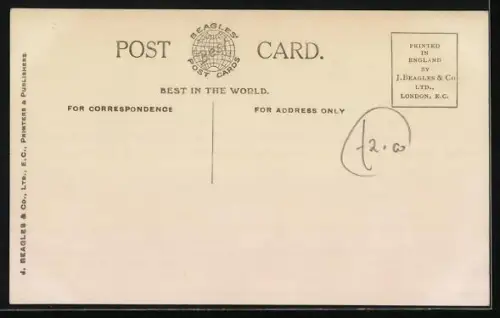 POST CARD.
BEAGLES'
POST CARDS
BEST IN THE WORLD.
FOR CORRESPONDENCE
FOR ADDRESS ONLY
PRINTED
IN
ENGLAND
BY
J. BEAGLES & CO
LTD.,
LONDON, E.C.
J. BEAGLES & CO., LTD., E.C., PRINTERS & PUBLISHERS